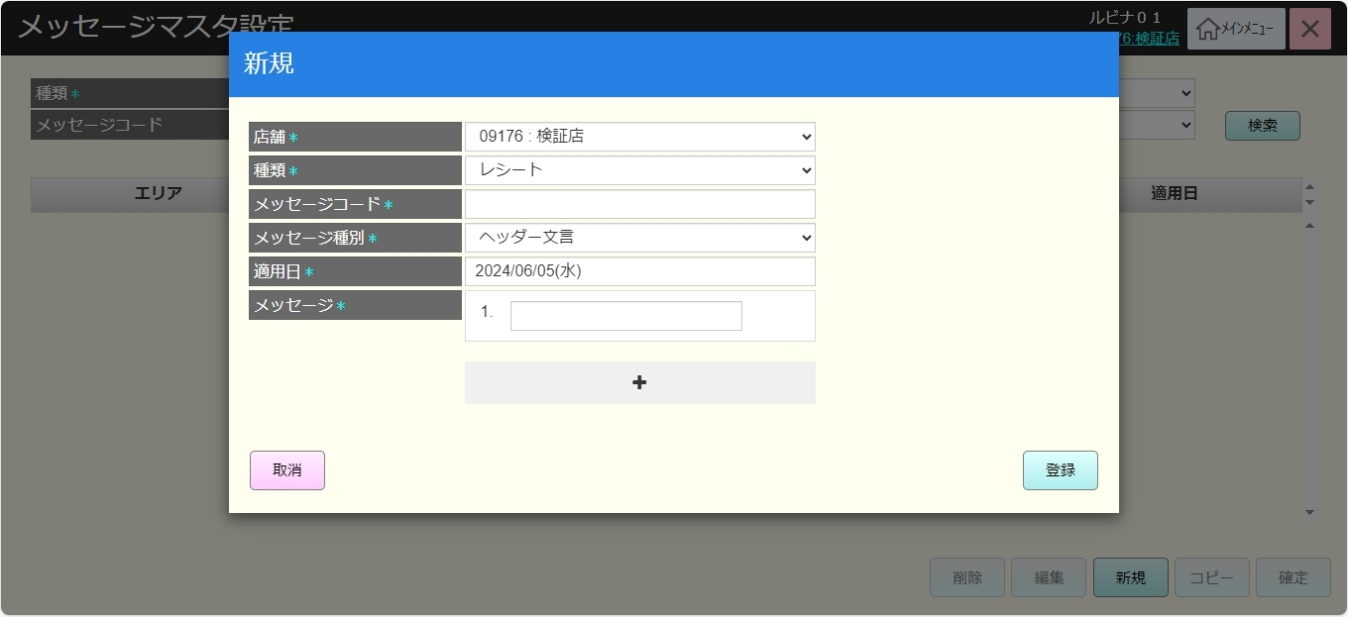 メッセージマスタ設定
ルビナ01
76:検証店
メインメニュー
種類*
メッセージコード
検索
エリア
適用日
新規
店舗*
09176 : 検証店
種類*
レシート
メッセージコード*
メッセージ種別*
ヘッダー文言
適用日*
2024/06/05(水)
メッセージ*
1.
+
取消
登録
削除
編集
新規
コピー
確定